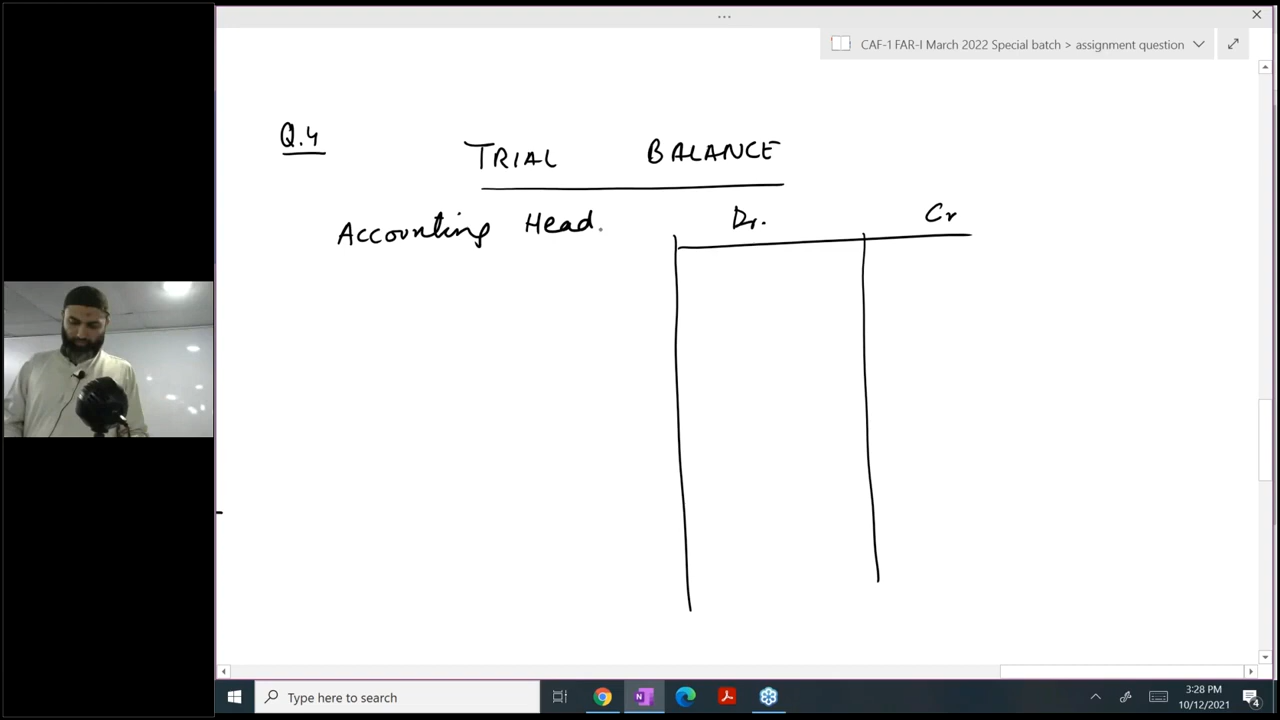 CAF-1 FAR-I March 2022 Special batch > assignment question
Q.4
TRIAL BALANCE
Accounting Head.
Dr.
Cr
Type here to search
3:28 PM
10/12/2021
4